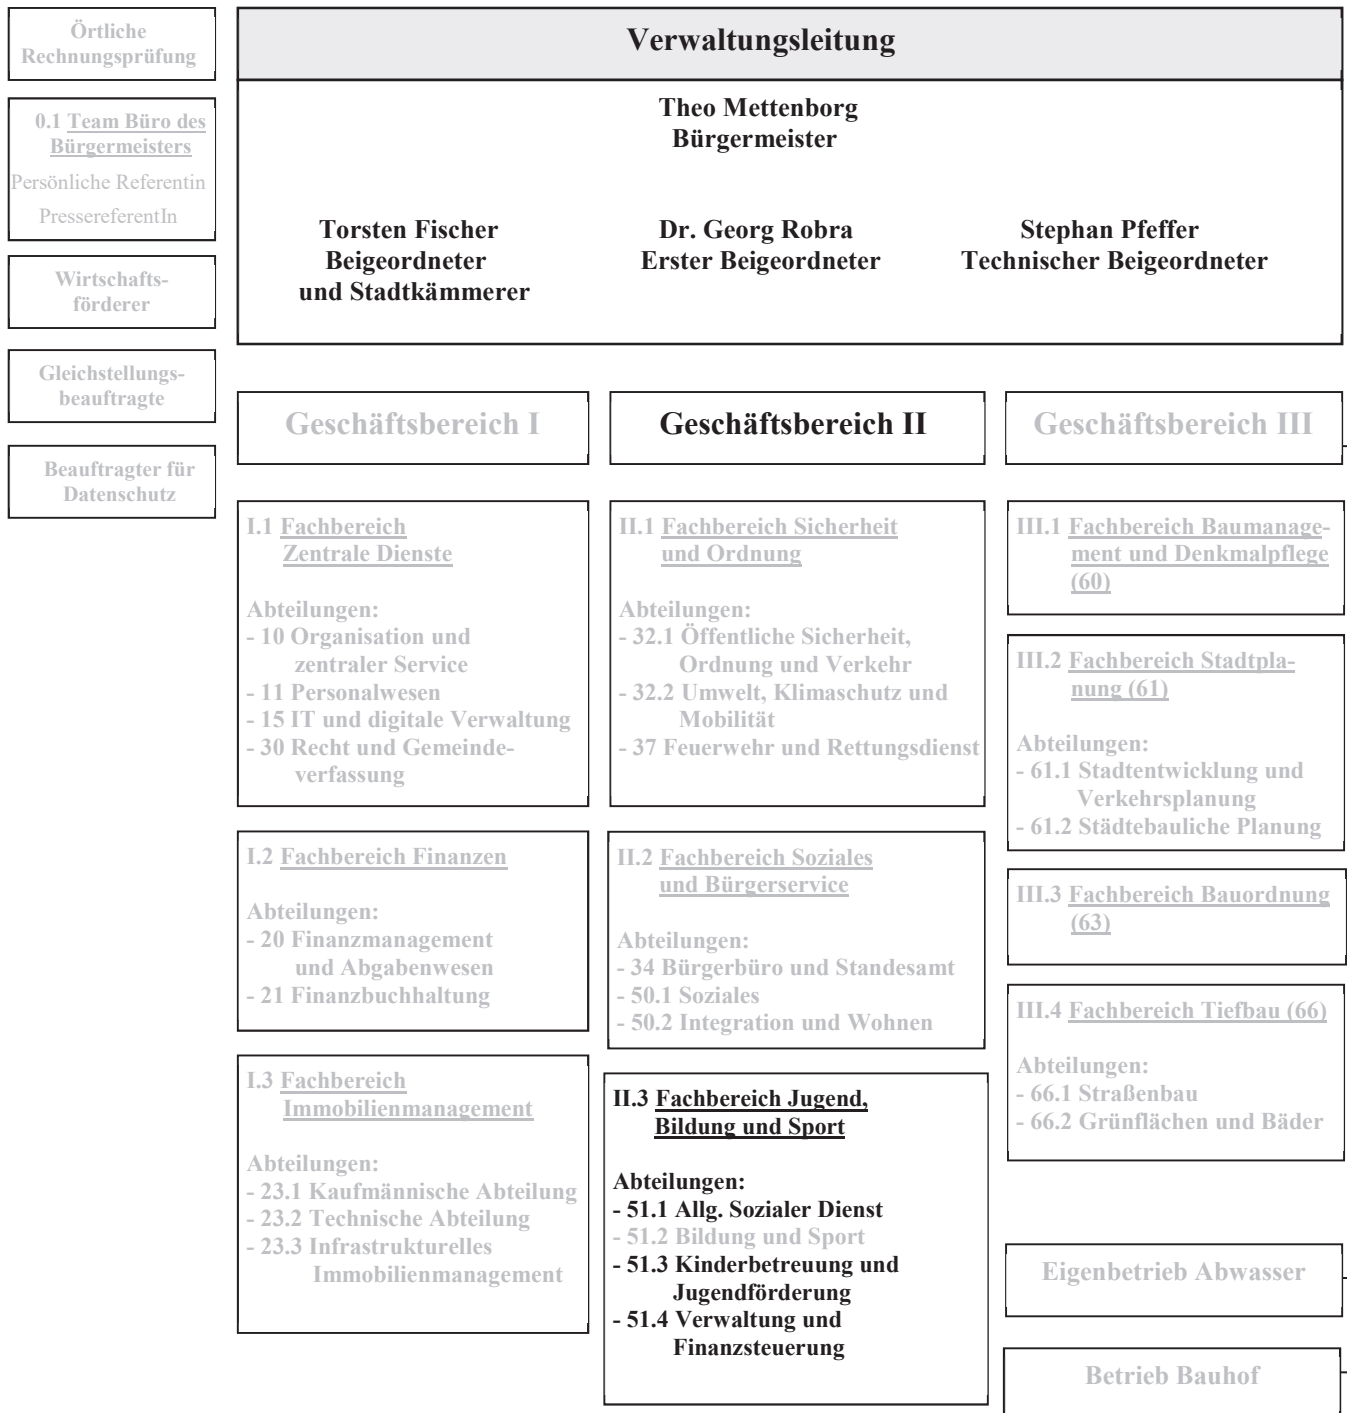 Örtliche
Rechnungsprüfung
0.1 Team Büro des
Bürgermeisters
Persönliche Referentin
PressereferentIn
Wirtschafts-
förderer
Gleichstellungs-
beauftragte
Beauftragter für
Datenschutz
Verwaltungsleitung
Theo Mettenborg
Bürgermeister
Torsten Fischer
Beigeordneter
und Stadtkämmerer
Dr. Georg Robra
Erster Beigeordneter
Stephan Pfeffer
Technischer Beigeordneter
Geschäftsbereich I
I.1 Fachbereich
Zentrale Dienste
Abteilungen:
- 10 Organisation und
zentraler Service
- 11 Personalwesen
- 15 IT und digitale Verwaltung
- 30 Recht und Gemeinde-
verfassung
I.2 Fachbereich Finanzen
Abteilungen:
- 20 Finanzmanagement
und Abgabenwesen
- 21 Finanzbuchhaltung
I.3 Fachbereich
Immobilienmanagement
Abteilungen:
- 23.1 Kaufmännische Abteilung
- 23.2 Technische Abteilung
- 23.3 Infrastrukturelles
Immobilienmanagement
Geschäftsbereich II
II.1 Fachbereich Sicherheit
und Ordnung
Abteilungen:
- 32.1 Öffentliche Sicherheit,
Ordnung und Verkehr
- 32.2 Umwelt, Klimaschutz und
Mobilität
- 37 Feuerwehr und Rettungsdienst
II.2 Fachbereich Soziales
und Bürgerservice
Abteilungen:
- 34 Bürgerbüro und Standesamt
- 50.1 Soziales
- 50.2 Integration und Wohnen
II.3 Fachbereich Jugend,
Bildung und Sport
Abteilungen:
- 51.1 Allg. Sozialer Dienst
- 51.2 Bildung und Sport
- 51.3 Kinderbetreuung und
Jugendförderung
- 51.4 Verwaltung und
Finanzsteuerung
Geschäftsbereich III
III.1 Fachbereich Baumanage-
ment und Denkmalpflege
(60)
III.2 Fachbereich Stadtpla-
nung (61)
Abteilungen:
- 61.1 Stadtentwicklung und
Verkehrsplanung
- 61.2 Städtebauliche Planung
III.3 Fachbereich Bauordnung
(63)
III.4 Fachbereich Tiefbau (66)
Abteilungen:
- 66.1 Straßenbau
- 66.2 Grünflächen und Bäder
Eigenbetrieb Abwasser
Betrieb Bauhof